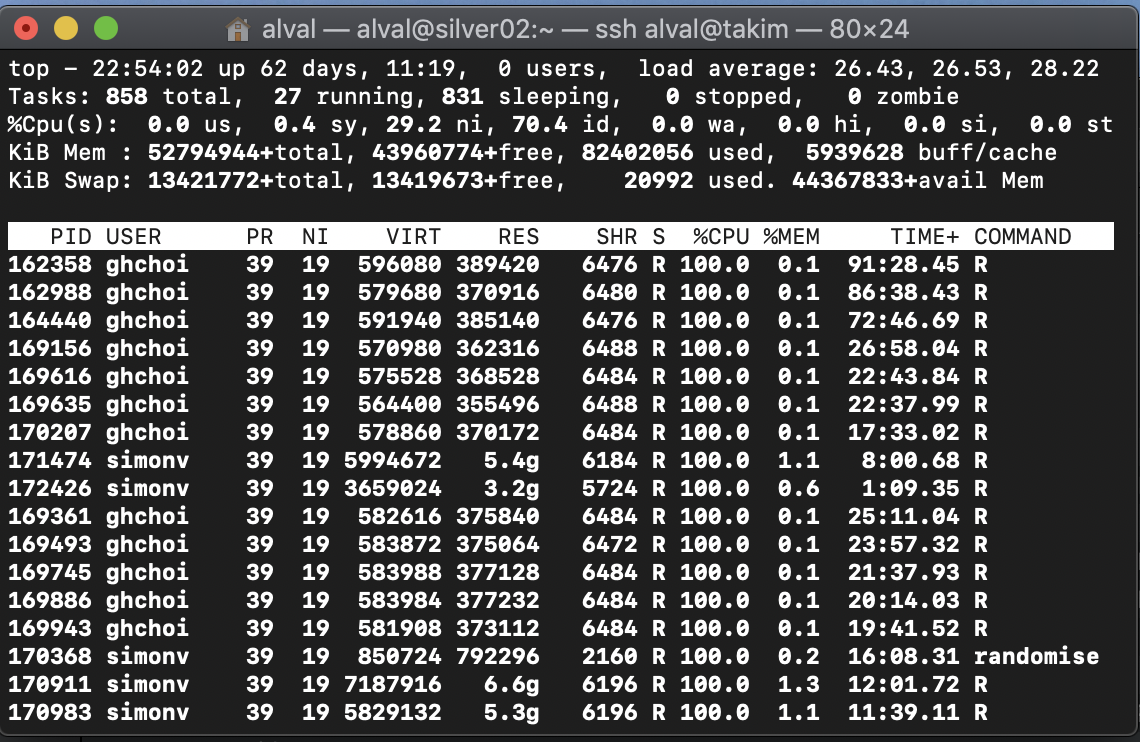 alval — alval@silver02:~ — ssh alval@takim — 80×24
top - 22:54:02 up 62 days, 11:19,  0 users,  load average: 26.43, 26.53, 28.22
Tasks: 858 total,  27 running, 831 sleeping,   0 stopped,   0 zombie
%Cpu(s):  0.0 us,  0.4 sy, 29.2 ni, 70.4 id,  0.0 wa,  0.0 hi,  0.0 si,  0.0 st
KiB Mem : 52794944+total, 43960774+free, 82402056 used,  5939628 buff/cache
KiB Swap: 13421772+total, 13419673+free,    20992 used. 44367833+avail Mem
   PID USER      PR  NI    VIRT    RES    SHR S  %CPU %MEM     TIME+ COMMAND
162358 ghchoi    39  19  596080 389420   6476 R 100.0  0.1  91:28.45 R
162988 ghchoi    39  19  579680 370916   6480 R 100.0  0.1  86:38.43 R
164440 ghchoi    39  19  591940 385140   6476 R 100.0  0.1  72:46.69 R
169156 ghchoi    39  19  570980 362316   6488 R 100.0  0.1  26:58.04 R
169616 ghchoi    39  19  575528 368528   6484 R 100.0  0.1  22:43.84 R
169635 ghchoi    39  19  564400 355496   6488 R 100.0  0.1  22:37.99 R
170207 ghchoi    39  19  578860 370172   6484 R 100.0  0.1  17:33.02 R
171474 simonv    39  19 5994672   5.4g   6184 R 100.0  1.1   8:00.68 R
172426 simonv    39  19 3659024   3.2g   5724 R 100.0  0.6   1:09.35 R
169361 ghchoi    39  19  582616 375840   6484 R 100.0  0.1  25:11.04 R
169493 ghchoi    39  19  583872 375064   6472 R 100.0  0.1  23:57.32 R
169745 ghchoi    39  19  583988 377128   6484 R 100.0  0.1  21:37.93 R
169886 ghchoi    39  19  583984 377232   6484 R 100.0  0.1  20:14.03 R
169943 ghchoi    39  19  581908 373112   6484 R 100.0  0.1  19:41.52 R
170368 simonv    39  19  850724 792296   2160 R 100.0  0.2  16:08.31 randomise
170911 simonv    39  19 7187916   6.6g   6196 R 100.0  1.3  12:01.72 R
170983 simonv    39  19 5829132   5.3g   6196 R 100.0  1.1  11:39.11 R